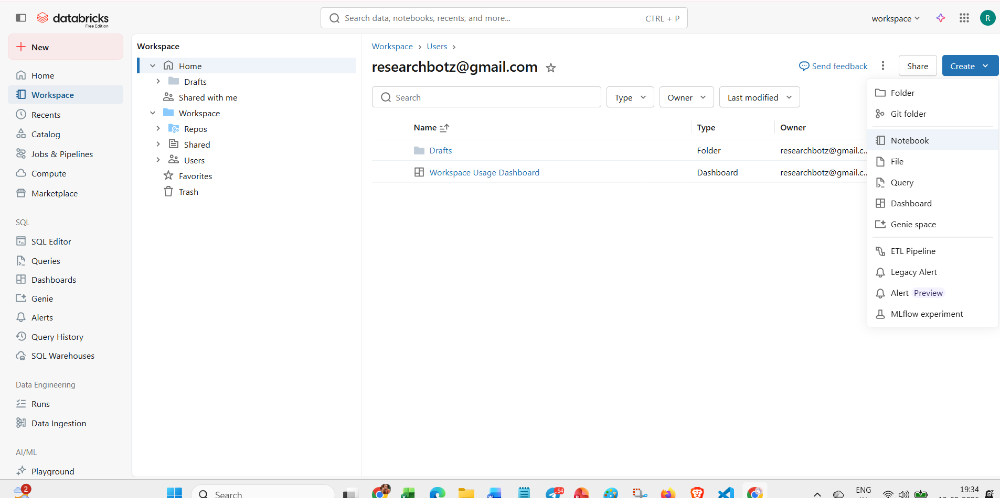 databricks
Free Edition
Search data, notebooks, recents, and more...
CTRL + P
workspace
R
New
Home
Workspace
Recents
Catalog
Jobs & Pipelines
Compute
Marketplace
SQL
SQL Editor
Queries
Dashboards
Genie
Alerts
Query History
SQL Warehouses
Data Engineering
Runs
Data Ingestion
AI/ML
Playground
Workspace
Home
Drafts
Shared with me
Workspace
Repos
Shared
Users
Favorites
Trash
Workspace › Users ›
researchbotz@gmail.com
Send feedback
Share
Create
Search
Type
Owner
Last modified
Name Type Owner
Drafts Folder researchbotz@gmail.c...
Workspace Usage Dashboard Dashboard researchbotz@gmail.c...
Folder
Git folder
Notebook
File
Query
Dashboard
Genie space
ETL Pipeline
Legacy Alert
Alert Preview
MLflow experiment
2
Search
54
ENG
19:34